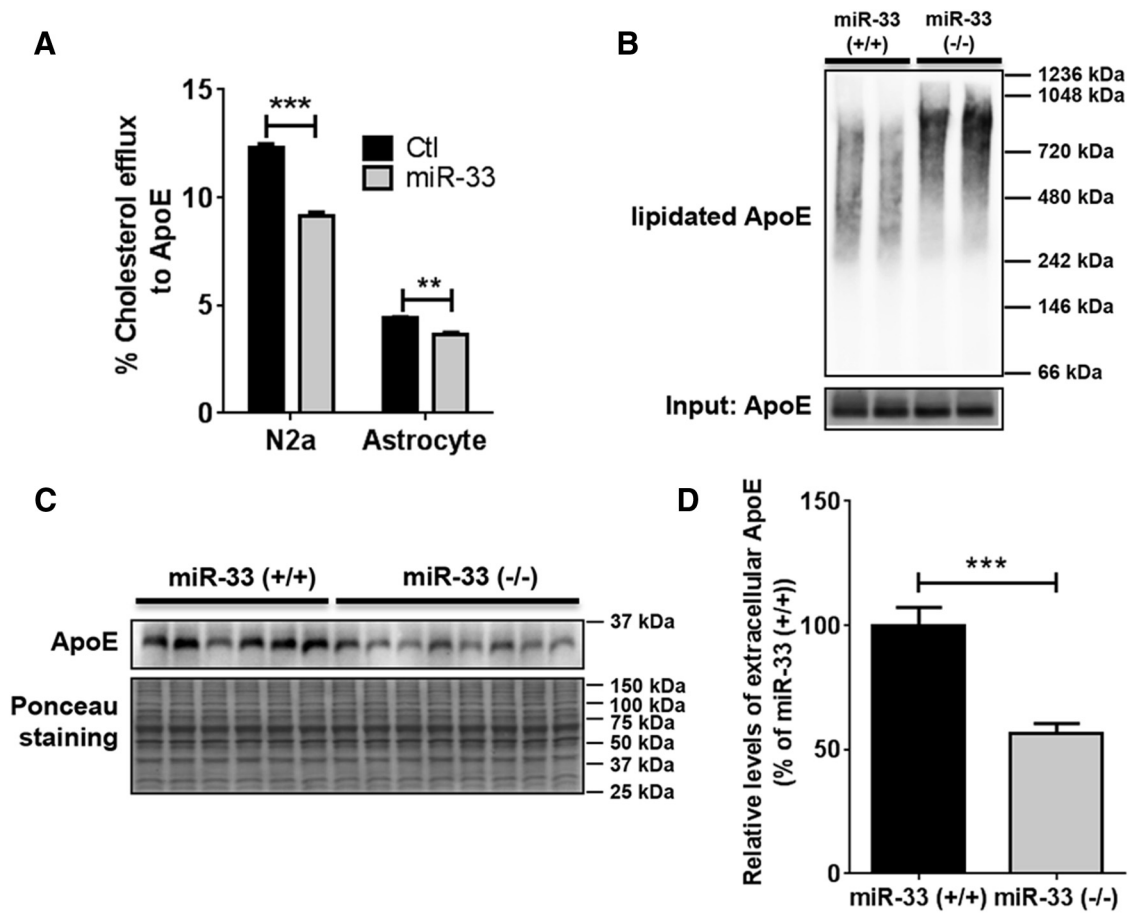 A
% Cholesterol efflux
to ApoE
15
10
5
0
***
**
Ctl
miR-33
N2a
Astrocyte
B
miR-33
(+/+)
miR-33
(-/-)
lipidated ApoE
1236 kDa
1048 kDa
720 kDa
480 kDa
242 kDa
146 kDa
66 kDa
Input: ApoE
C
miR-33 (+/+)
miR-33 (-/-)
ApoE
37 kDa
Ponceau
staining
150 kDa
100 kDa
75 kDa
50 kDa
37 kDa
25 kDa
D
Relative levels of extracellular ApoE
(% of miR-33 (+/+))
150
100
50
0
***
miR-33 (+/+)
miR-33 (-/-)